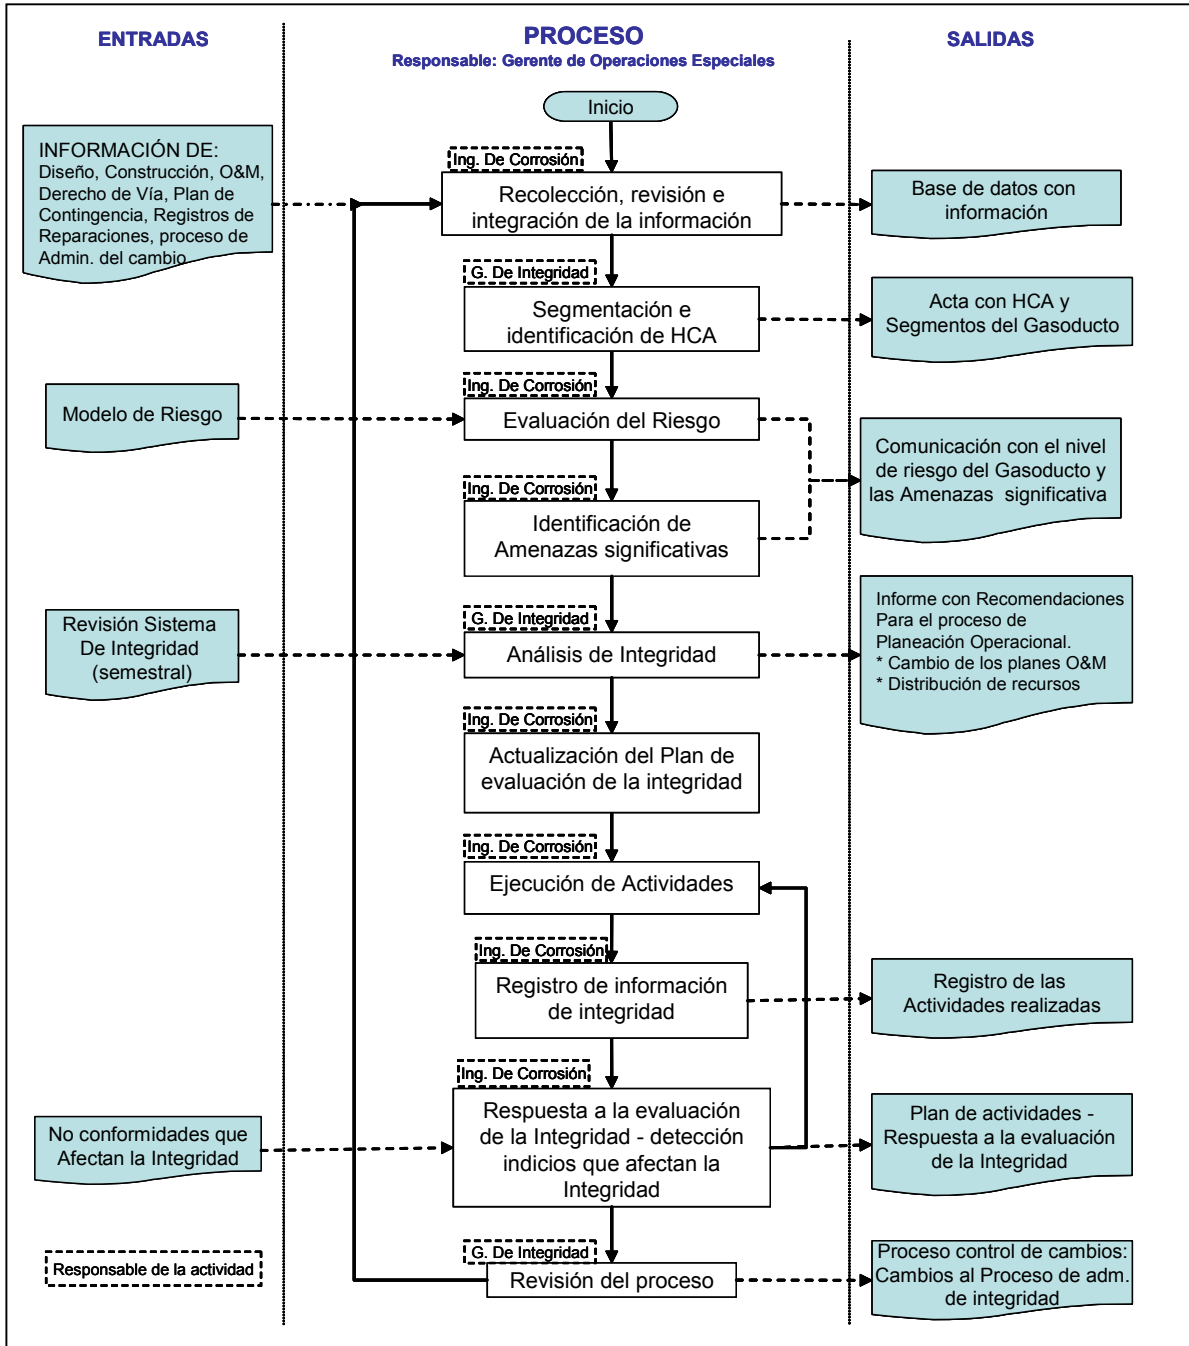 ENTRADAS
PROCESO
Responsable: Gerente de Operaciones Especiales
SALIDAS
Inicio
INFORMACIÓN DE:
Diseño, Construcción, O&M,
Derecho de Vía, Plan de
Contingencia, Registros de
Reparaciones, proceso de
Admin. del cambio
Ing. De Corrosión
Recolección, revisión e
integración de la información
Base de datos con
información
G. De Integridad
Segmentación e
identificación de HCA
Acta con HCA y
Segmentos del Gasoducto
Modelo de Riesgo
Ing. De Corrosión
Evaluación del Riesgo
Comunicación con el nivel
de riesgo del Gasoducto y
las Amenazas significativa
Ing. De Corrosión
Identificación de
Amenazas significativas
Revisión Sistema
De Integridad
(semestral)
G. De Integridad
Análisis de Integridad
Informe con Recomendaciones
Para el proceso de
Planeación Operacional.
* Cambio de los planes O&M
* Distribución de recursos
Ing. De Corrosión
Actualización del Plan de
evaluación de la integridad
Ing. De Corrosión
Ejecución de Actividades
Ing. De Corrosión
Registro de información
de integridad
Registro de las
Actividades realizadas
No conformidades que
Afectan la Integridad
Ing. De Corrosión
Respuesta a la evaluación
de la Integridad - detección
indicios que afectan la
Integridad
Plan de actividades -
Respuesta a la evaluación
de la Integridad
Responsable de la actividad
G. De Integridad
Revisión del proceso
Proceso control de cambios:
Cambios al Proceso de adm.
de integridad